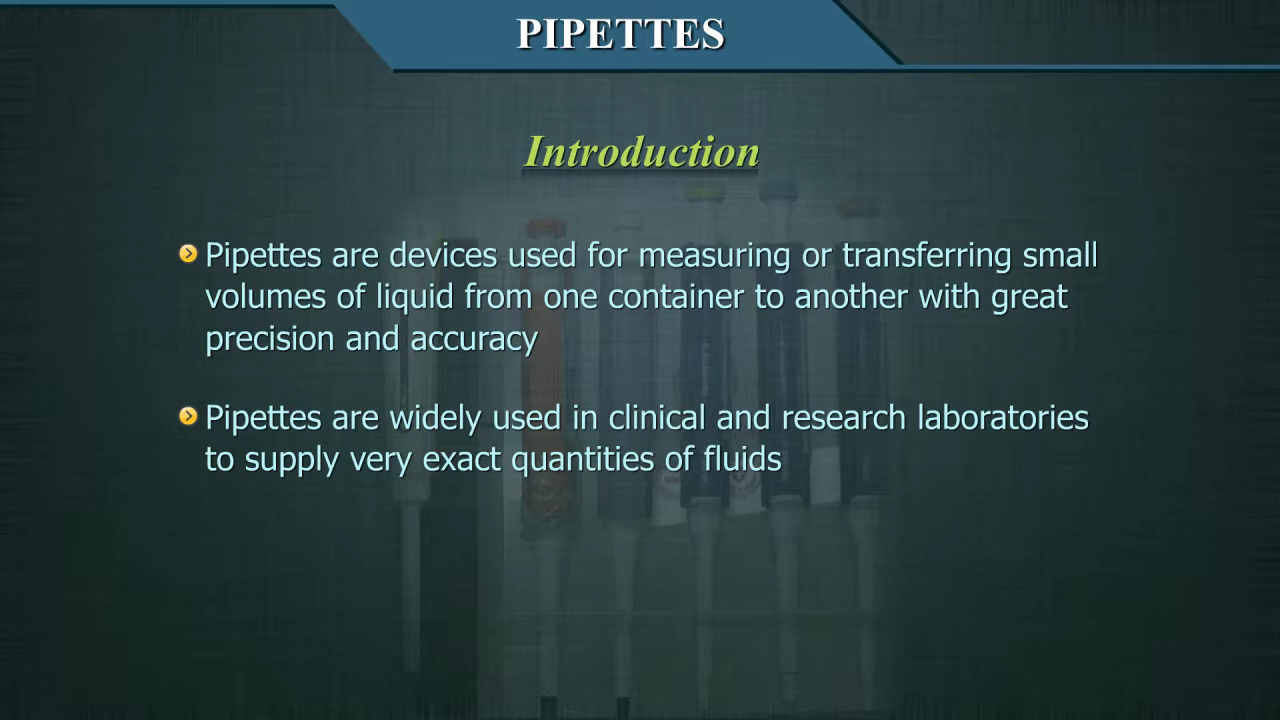 PIPETTES
Introduction
Pipettes are devices used for measuring or transferring small
volumes of liquid from one container to another with great
precision and accuracy
Pipettes are widely used in clinical and research laboratories
to supply very exact quantities of fluids